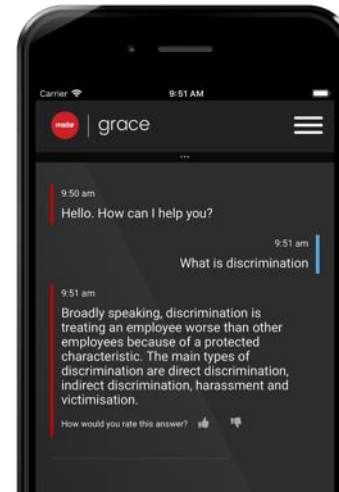 Carrier 9:51 AM
rradar grace
9:50 am
Hello. How can I help you?
9:51 am
What is discrimination
9:51 am
Broadly speaking, discrimination is
treating an employee worse than other
employees because of a protected
characteristic. The main types of
discrimination are direct discrimination,
indirect discrimination, harassment and
victimisation.
How would you rate this answer?